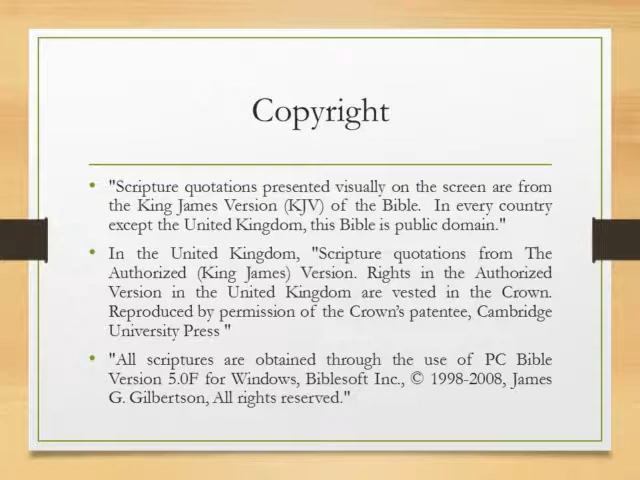 Copyright
• "Scripture quotations presented visually on the screen are from
the King James Version (KJV) of the Bible.  In every country
except the United Kingdom, this Bible is public domain."
• In the United Kingdom, "Scripture quotations from The
Authorized (King James) Version. Rights in the Authorized
Version in the United Kingdom are vested in the Crown.
Reproduced by permission of the Crown’s patentee, Cambridge
University Press "
• "All scriptures are obtained through the use of PC Bible
Version 5.0F for Windows, Biblesoft Inc., © 1998-2008, James
G. Gilbertson, All rights reserved."